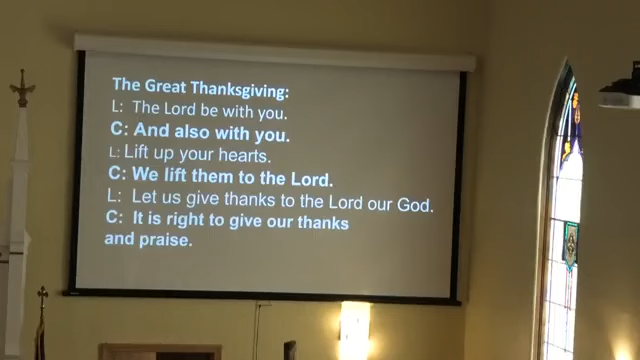 The Great Thanksgiving:
L: The Lord be with you.
C: And also with you.
L: Lift up your hearts.
C: We lift them to the Lord.
L: Let us give thanks to the Lord our God.
C: It is right to give our thanks
and praise.